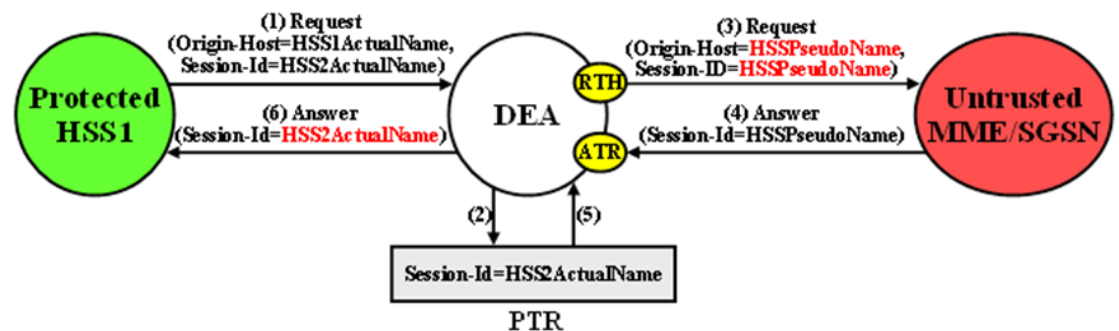 (1) Request
(Origin-Host=HSS1ActualName,
Session-Id=HSS2ActualName)
(3) Request
(Origin-Host=HSSPseudoName,
Session-ID=HSSPseudoName)
Protected
HSS1
(6) Answer
(Session-Id=HSS2ActualName)
DEA
RTH
ATR
(4) Answer
(Session-Id=HSSPseudoName)
Untrusted
MME/SGSN
(2)
(5)
Session-Id=HSS2ActualName
PTR